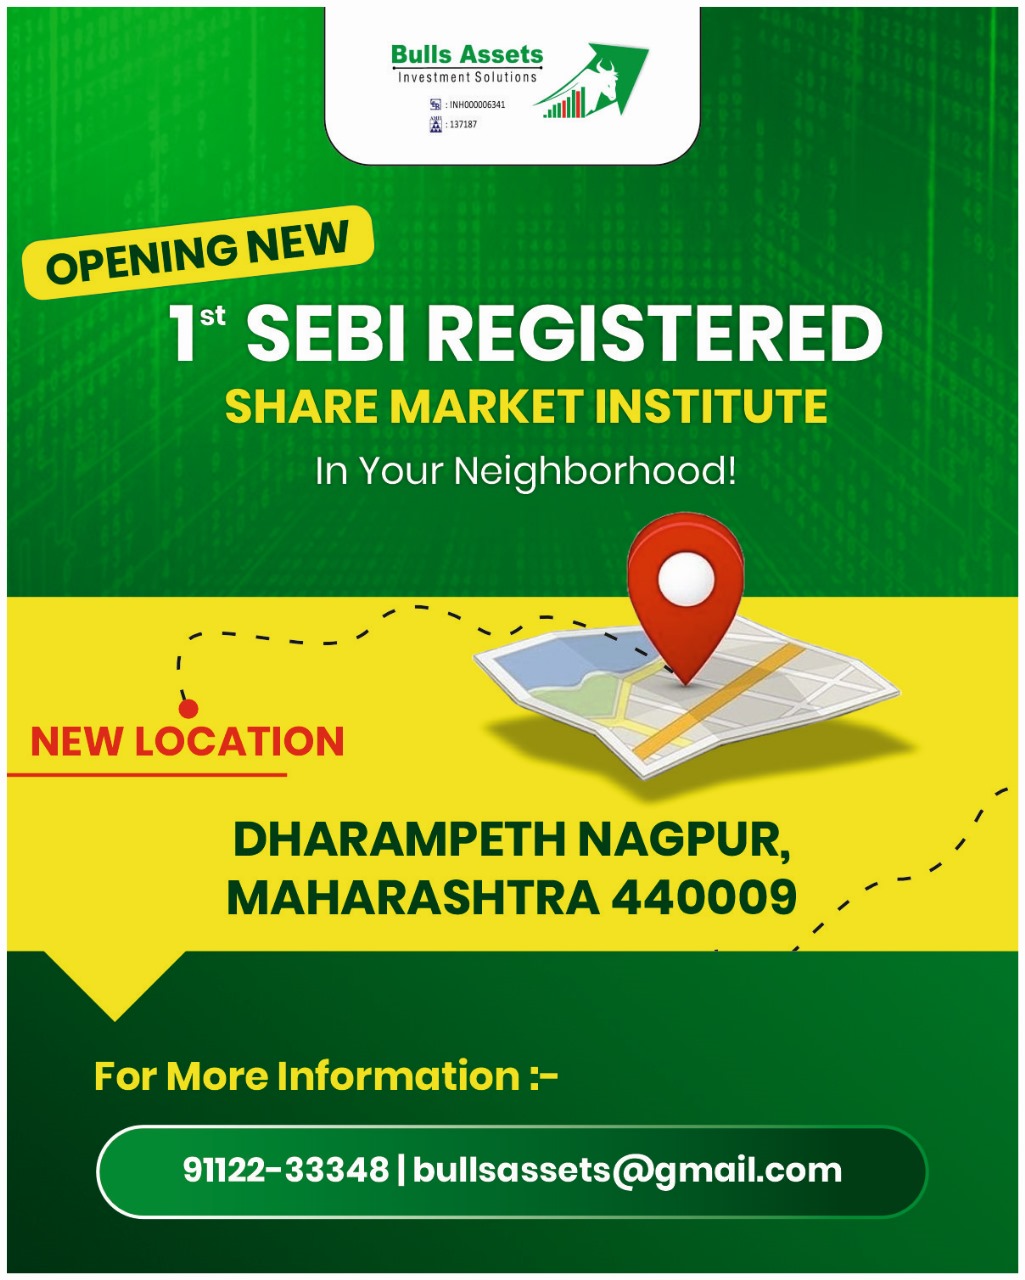 Bulls Assets
Investment Solutions
: INH000006341
: 137187
OPENING NEW
1st SEBI REGISTERED
SHARE MARKET INSTITUTE
In Your Neighborhood!
NEW LOCATION
DHARAMPETH NAGPUR,
MAHARASHTRA 440009
For More Information :-
91122-33348 | bullsassets@gmail.com